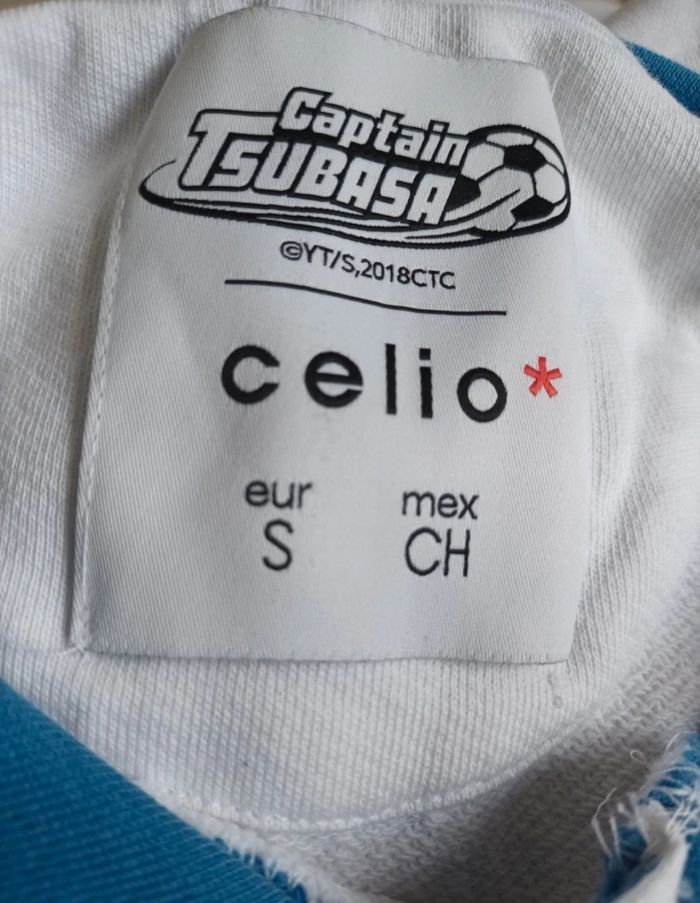 Captain
TSUBASA
©YT/S,2018CTC
celio*
eur mex
S CH